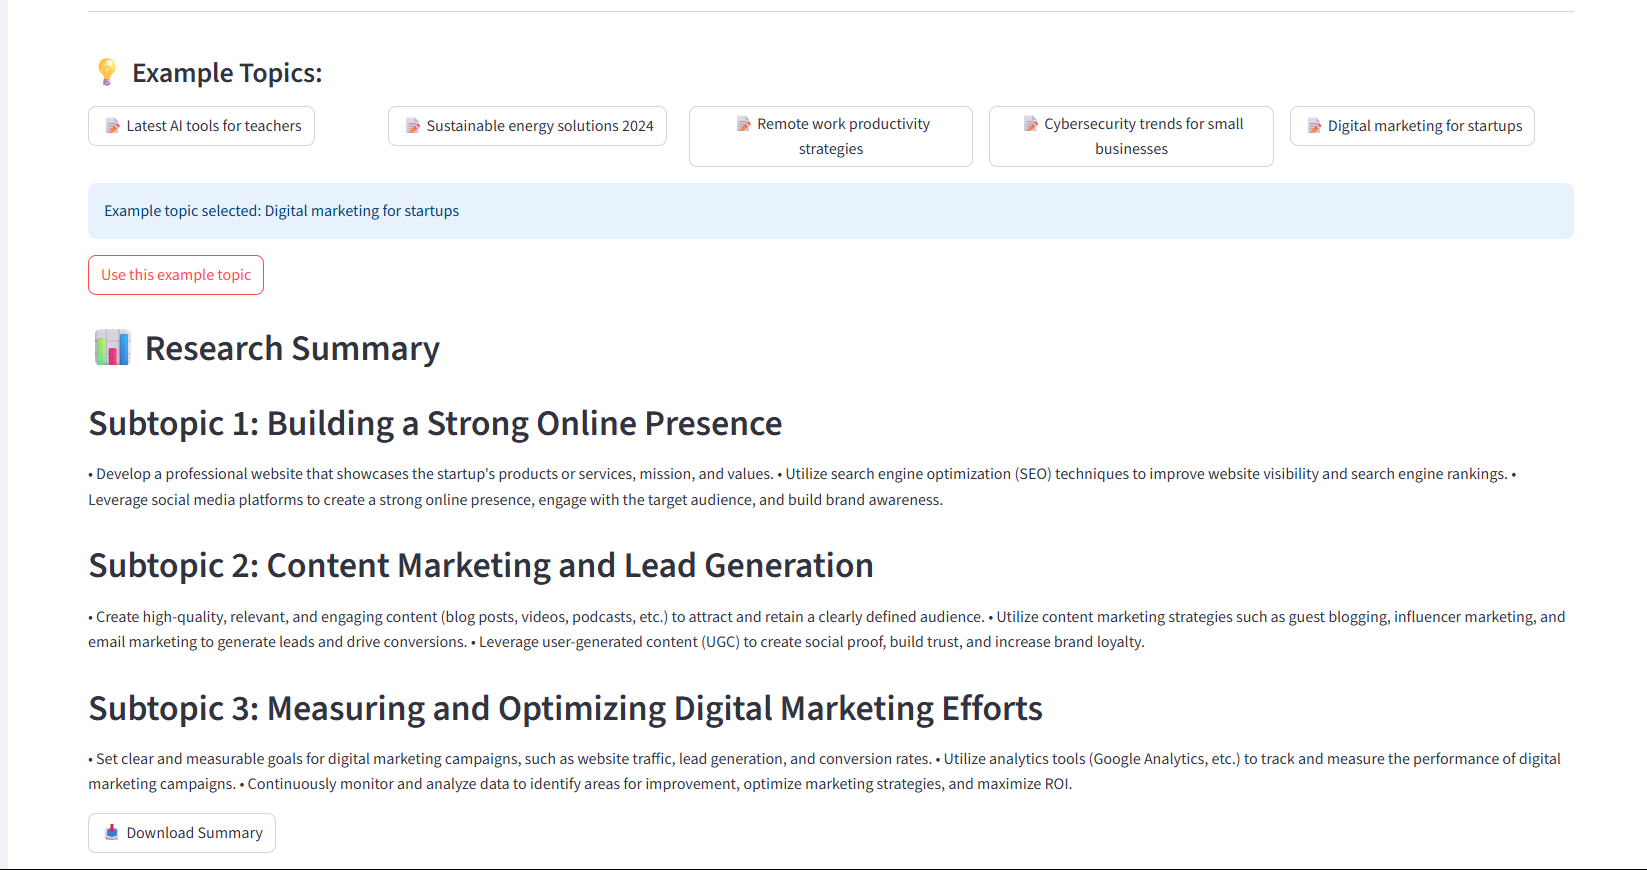 Example Topics:
Latest AI tools for teachers
Sustainable energy solutions 2024
Remote work productivity
strategies
Cybersecurity trends for small
businesses
Digital marketing for startups
Example topic selected: Digital marketing for startups
Use this example topic
Research Summary
Subtopic 1: Building a Strong Online Presence
• Develop a professional website that showcases the startup's products or services, mission, and values. • Utilize search engine optimization (SEO) techniques to improve website visibility and search engine rankings. •
Leverage social media platforms to create a strong online presence, engage with the target audience, and build brand awareness.
Subtopic 2: Content Marketing and Lead Generation
• Create high-quality, relevant, and engaging content (blog posts, videos, podcasts, etc.) to attract and retain a clearly defined audience. • Utilize content marketing strategies such as guest blogging, influencer marketing, and
email marketing to generate leads and drive conversions. • Leverage user-generated content (UGC) to create social proof, build trust, and increase brand loyalty.
Subtopic 3: Measuring and Optimizing Digital Marketing Efforts
• Set clear and measurable goals for digital marketing campaigns, such as website traffic, lead generation, and conversion rates. • Utilize analytics tools (Google Analytics, etc.) to track and measure the performance of digital
marketing campaigns. • Continuously monitor and analyze data to identify areas for improvement, optimize marketing strategies, and maximize ROI.
Download Summary